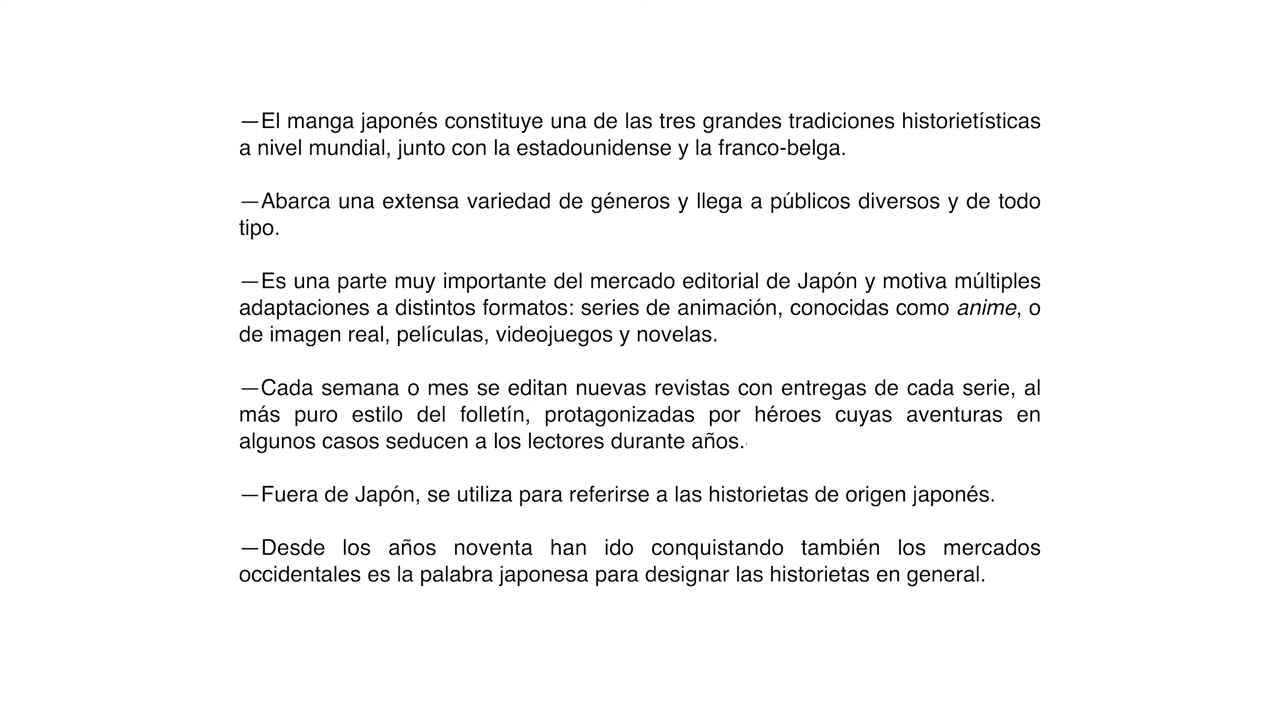 —El manga japonés constituye una de las tres grandes tradiciones historietísticas
a nivel mundial, junto con la estadounidense y la franco-belga.
—Abarca una extensa variedad de géneros y llega a públicos diversos y de todo
tipo.
—Es una parte muy importante del mercado editorial de Japón y motiva múltiples
adaptaciones a distintos formatos: series de animación, conocidas como anime, o
de imagen real, películas, videojuegos y novelas.
—Cada semana o mes se editan nuevas revistas con entregas de cada serie, al
más puro estilo del folletín, protagonizadas por héroes cuyas aventuras en
algunos casos seducen a los lectores durante años.
—Fuera de Japón, se utiliza para referirse a las historietas de origen japonés.
—Desde los años noventa han ido conquistando también los mercados
occidentales es la palabra japonesa para designar las historietas en general.